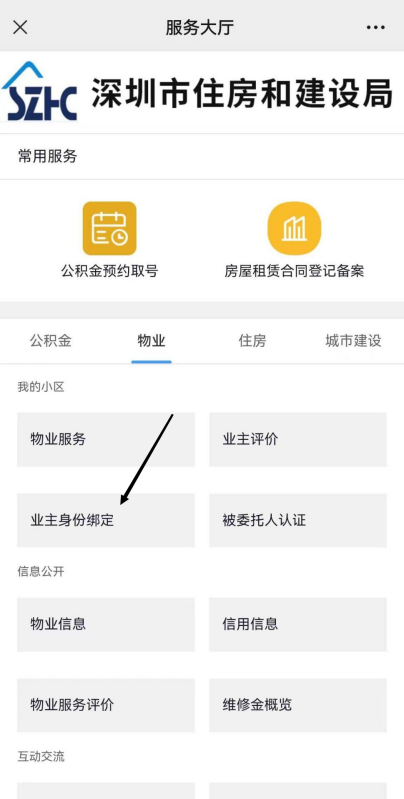 服务大厅
SZHC 深圳市住房和建设局
常用服务
公积金预约取号 房屋租赁合同登记备案
公积金 物业 住房 城市建设
我的小区
物业服务 业主评价
业主身份绑定 被委托人认证
信息公开
物业信息 信用信息
物业服务评价 维修金概览
互动交流